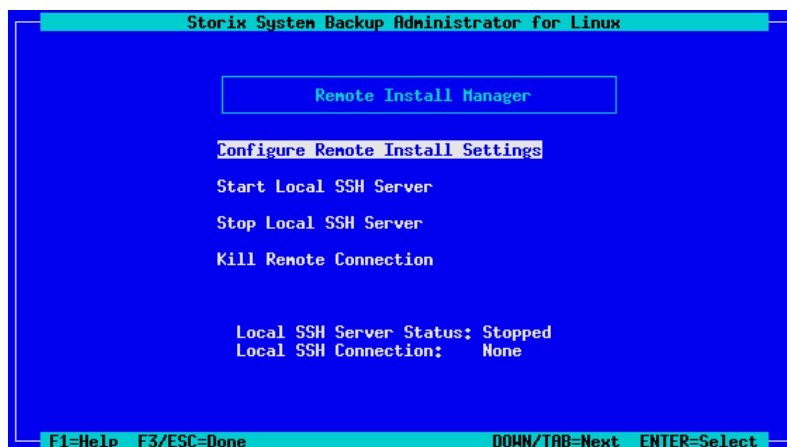 Storix System Backup Administrator for Linux
Remote Install Manager
Configure Remote Install Settings
Start Local SSH Server
Stop Local SSH Server
Kill Remote Connection
Local SSH Server Status: Stopped
Local SSH Connection: None
F1=Help F3/ESC=Done DOWN/TAB=Next ENTER=Select